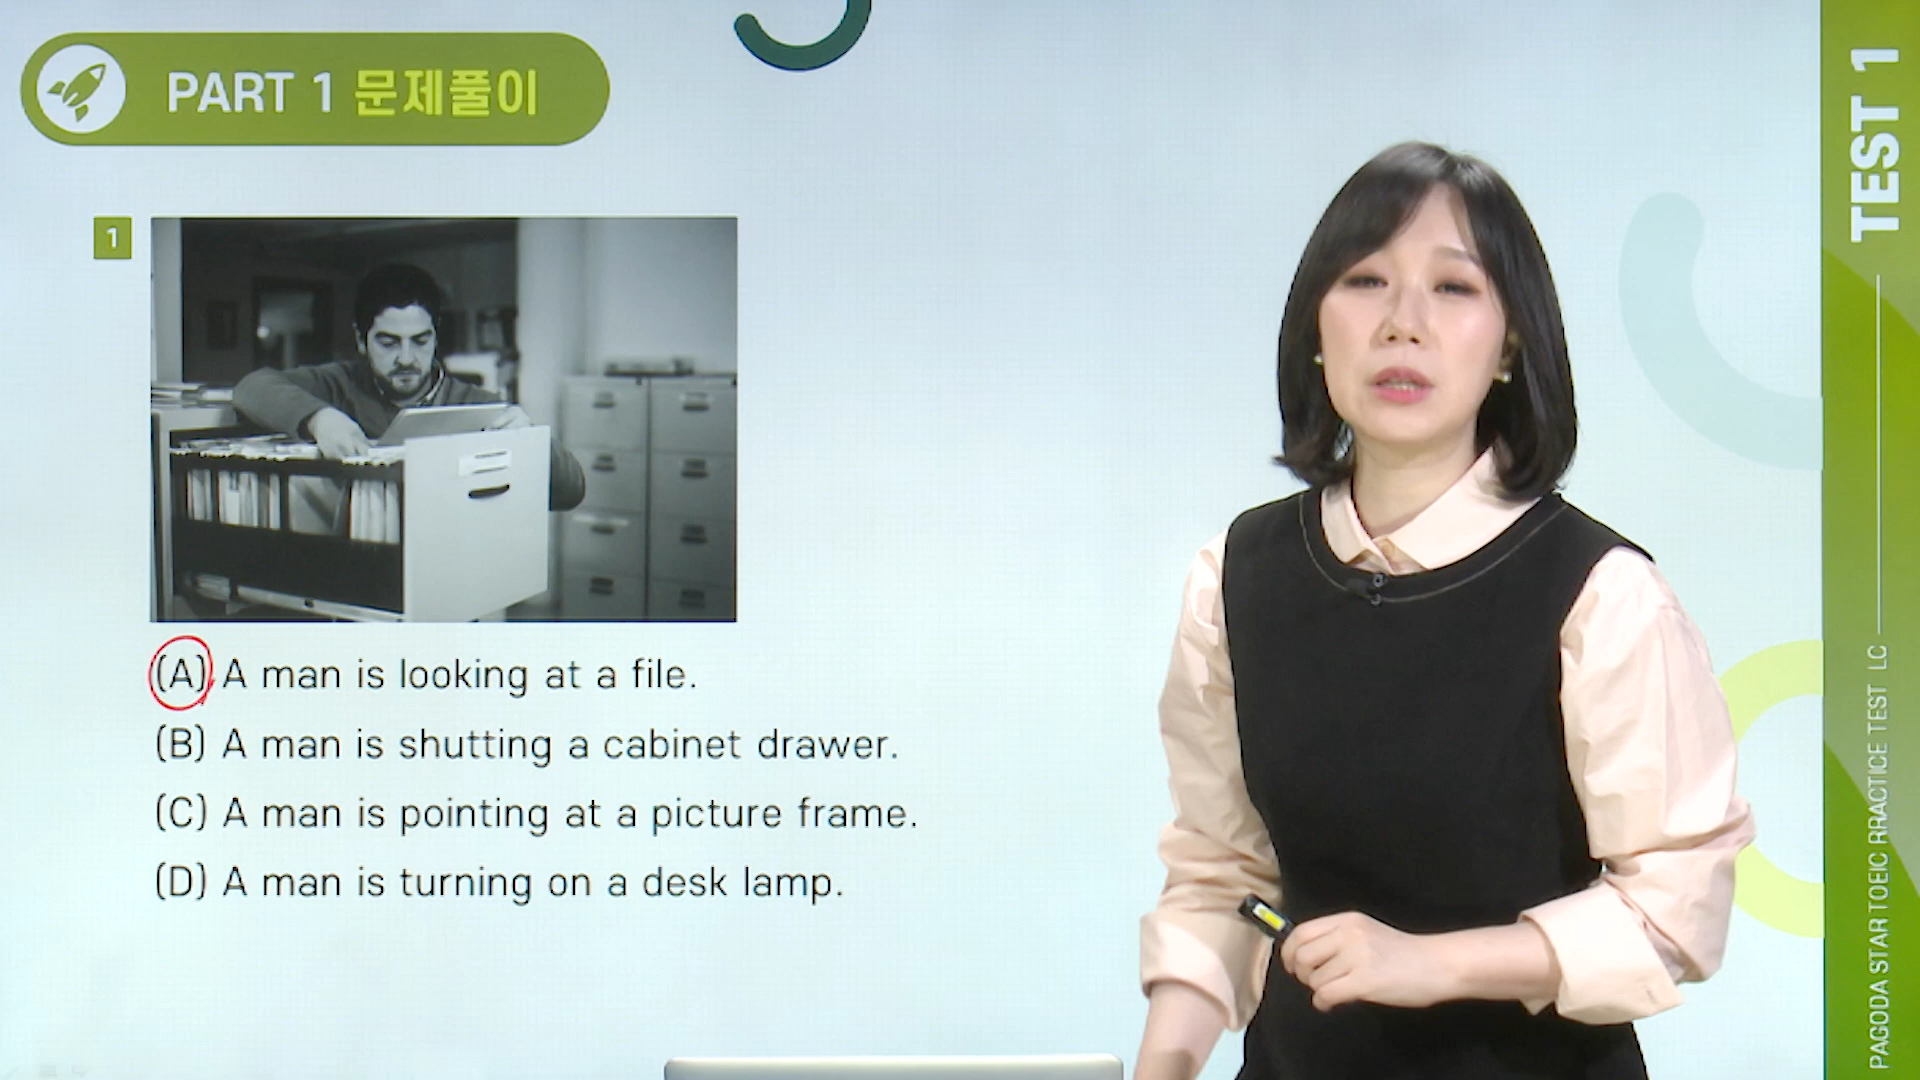 PART 1 문제풀이
1
(A) A man is looking at a file.
(B) A man is shutting a cabinet drawer.
(C) A man is pointing at a picture frame.
(D) A man is turning on a desk lamp.
TEST 1
PAGODA STAR TOEIC RRACTICE TEST LC